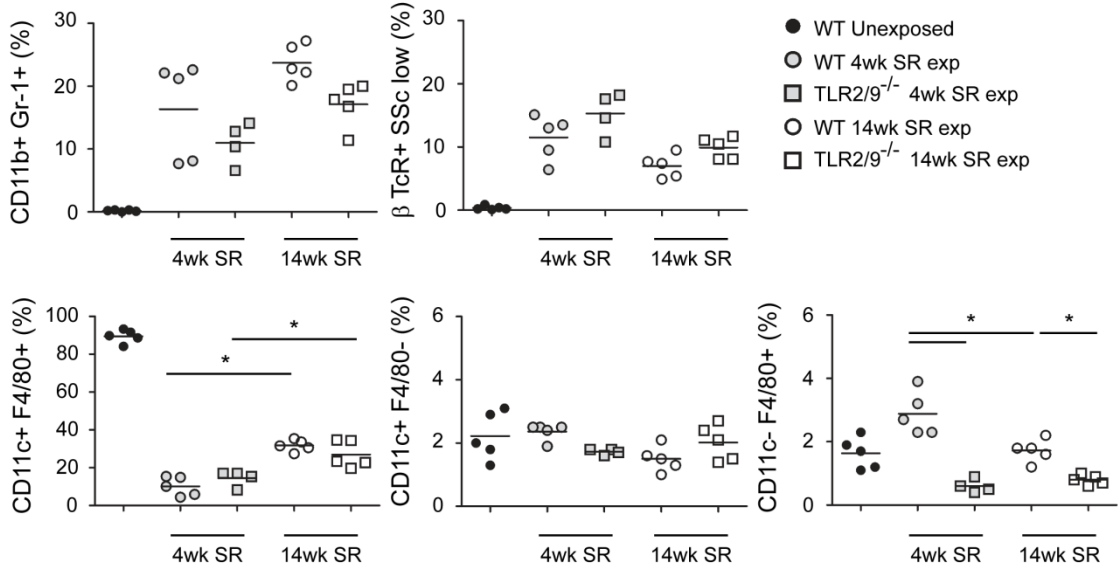 CD11b+ Gr-1+ (%)
30
20
10
0
4wk SR
14wk SR
β TcR+ SSc low (%)
30
20
10
0
4wk SR
14wk SR
WT Unexposed
WT 4wk SR exp
TLR2/9-/- 4wk SR exp
WT 14wk SR exp
TLR2/9-/- 14wk SR exp
CD11c+ F4/80+ (%)
100
80
60
40
20
0
*
*
4wk SR
14wk SR
CD11c+ F4/80- (%)
6
4
2
0
4wk SR
14wk SR
CD11c- F4/80+ (%)
6
4
2
0
*
*
4wk SR
14wk SR